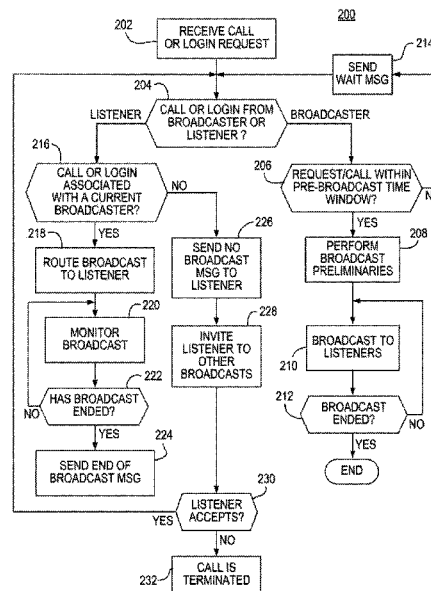 200
202
RECEIVE CALL
OR LOGIN REQUEST
214
SEND
WAIT MSG
204
LISTENER
CALL OR LOGIN FROM
BROADCASTER OR
LISTENER ?
BROADCASTER
216
CALL OR LOGIN
ASSOCIATED
WITH A CURRENT
BROADCASTER?
NO
206
REQUEST/CALL WITHIN
PRE-BROADCAST TIME
WINDOW?
NO
YES
218
ROUTE BROADCAST
TO LISTENER
226
SEND NO
BROADCAST
MSG TO
LISTENER
YES
208
PERFORM
BROADCAST
PRELIMINARIES
220
MONITOR
BROADCAST
228
INVITE
LISTENER TO
OTHER
BROADCASTS
210
BROADCAST TO
LISTENERS
222
HAS BROADCAST
ENDED?
NO
YES
212
BROADCAST
ENDED?
NO
YES
224
SEND END OF
BROADCAST MSG
END
230
LISTENER
ACCEPTS?
YES
NO
232
CALL IS
TERMINATED